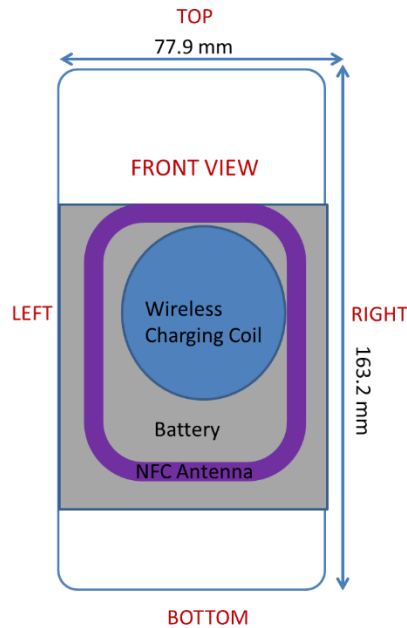 TOP
77.9 mm
FRONT VIEW
LEFT
Wireless
Charging Coil
RIGHT
163.2 mm
Battery
NFC Antenna
BOTTOM